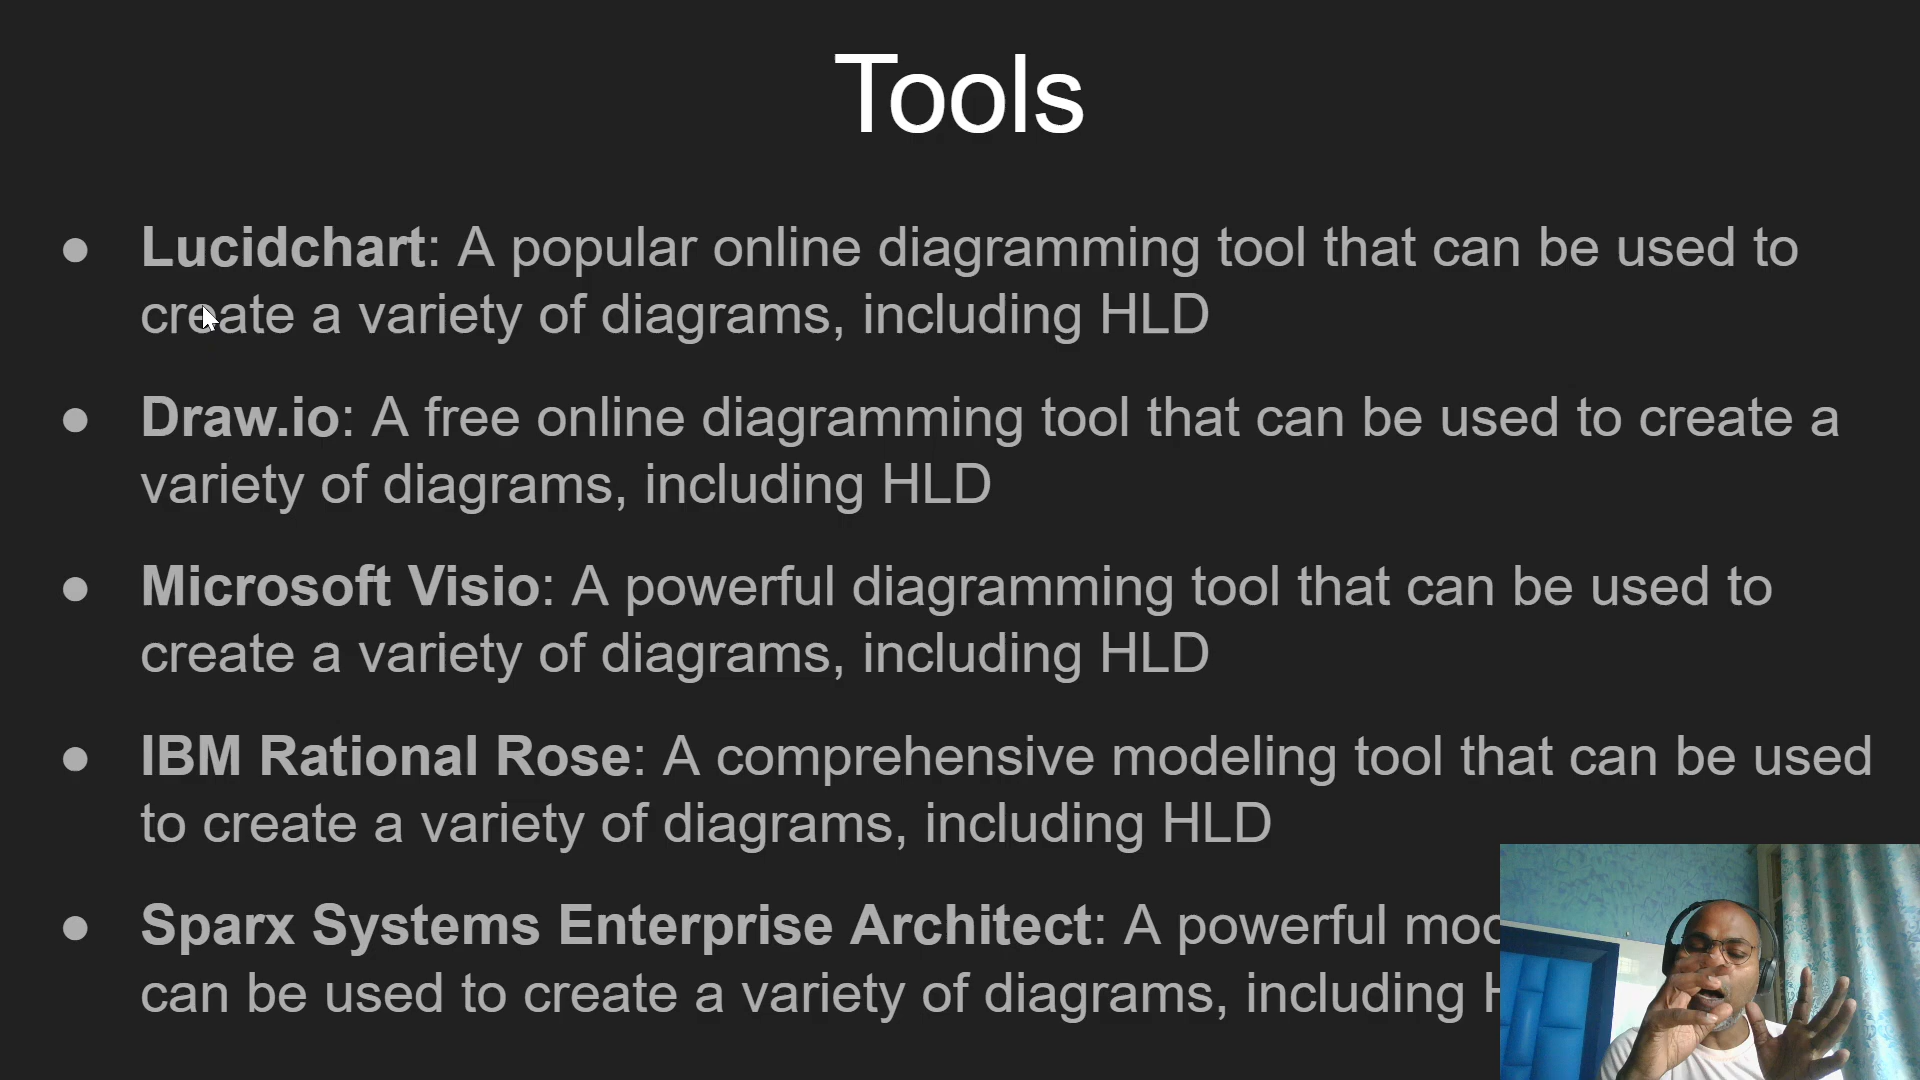 Tools
● Lucidchart: A popular online diagramming tool that can be used to
create a variety of diagrams, including HLD
● Draw.io: A free online diagramming tool that can be used to create a
variety of diagrams, including HLD
● Microsoft Visio: A powerful diagramming tool that can be used to
create a variety of diagrams, including HLD
● IBM Rational Rose: A comprehensive modeling tool that can be used
to create a variety of diagrams, including HLD
● Sparx Systems Enterprise Architect: A powerful
can be used to create a variety of diagrams, including